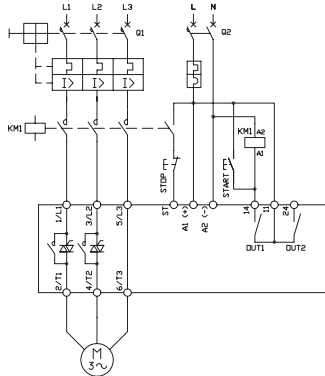 L1 L2 L3 L N
Q1 Q2
I> I> I>
KM1 KM1 A2
A1
STOP START
1/L1 3/L2 5/L3 ST A1 (+) A2 (-) 14 11 24
OUT1 OUT2
2/T1 4/T2 6/T3
M
3~